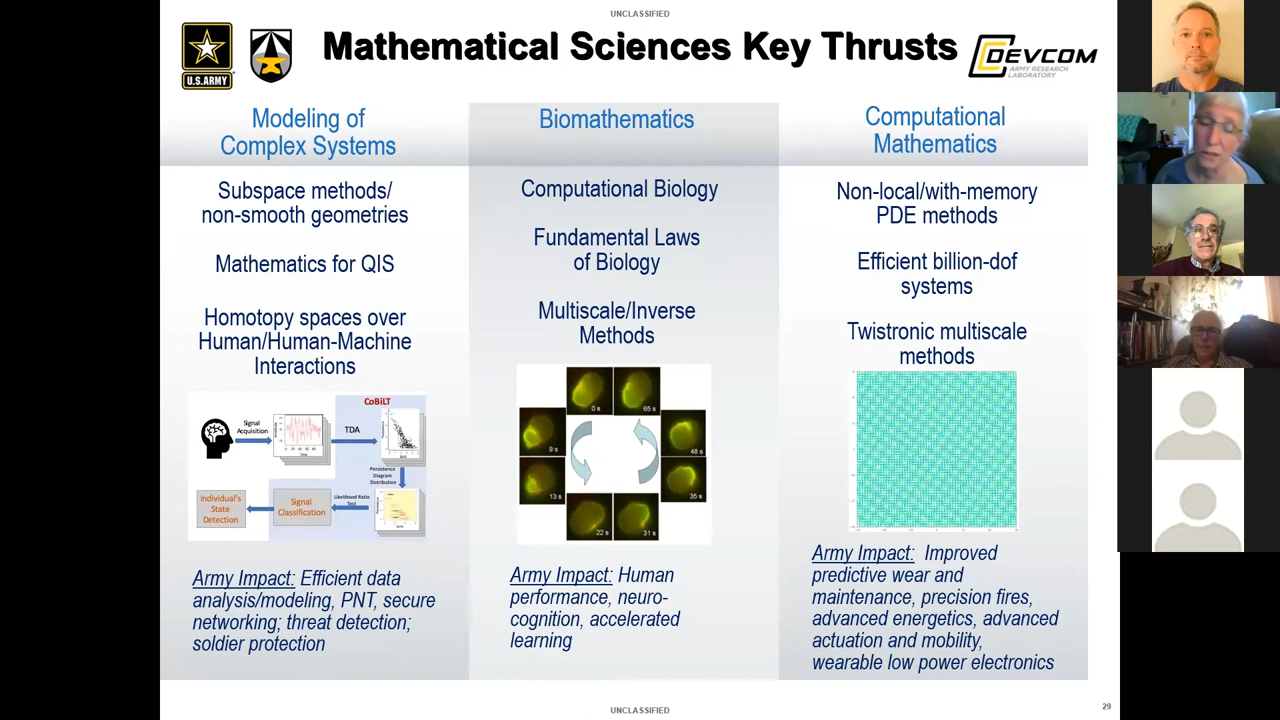 UNCLASSIFIED
Mathematical Sciences Key Thrusts
U.S.ARMY
DEVCOM
ARMY RESEARCH
LABORATORY
Modeling of
Complex Systems
Subspace methods/
non-smooth geometries
Mathematics for QIS
Homotopy spaces over
Human/Human-Machine
Interactions
CoBiLT
Signal
Acquisition
TDA
Persistence
Diagram
Distribution
Likelihood Ratio
Test
Signal
Classification
Individual's
State
Detection
Army Impact: Efficient data
analysis/modeling, PNT, secure
networking; threat detection;
soldier protection
Biomathematics
Computational Biology
Fundamental Laws
of Biology
Multiscale/Inverse
Methods
0 s
65 s
9 s
48 s
13 s
35 s
22 s
31 s
Army Impact: Human
performance, neuro-
cognition, accelerated
learning
Computational
Mathematics
Non-local/with-memory
PDE methods
Efficient billion-dof
systems
Twistronic multiscale
methods
Army Impact: Improved
predictive wear and
maintenance, precision fires,
advanced energetics, advanced
actuation and mobility,
wearable low power electronics
UNCLASSIFIED
29